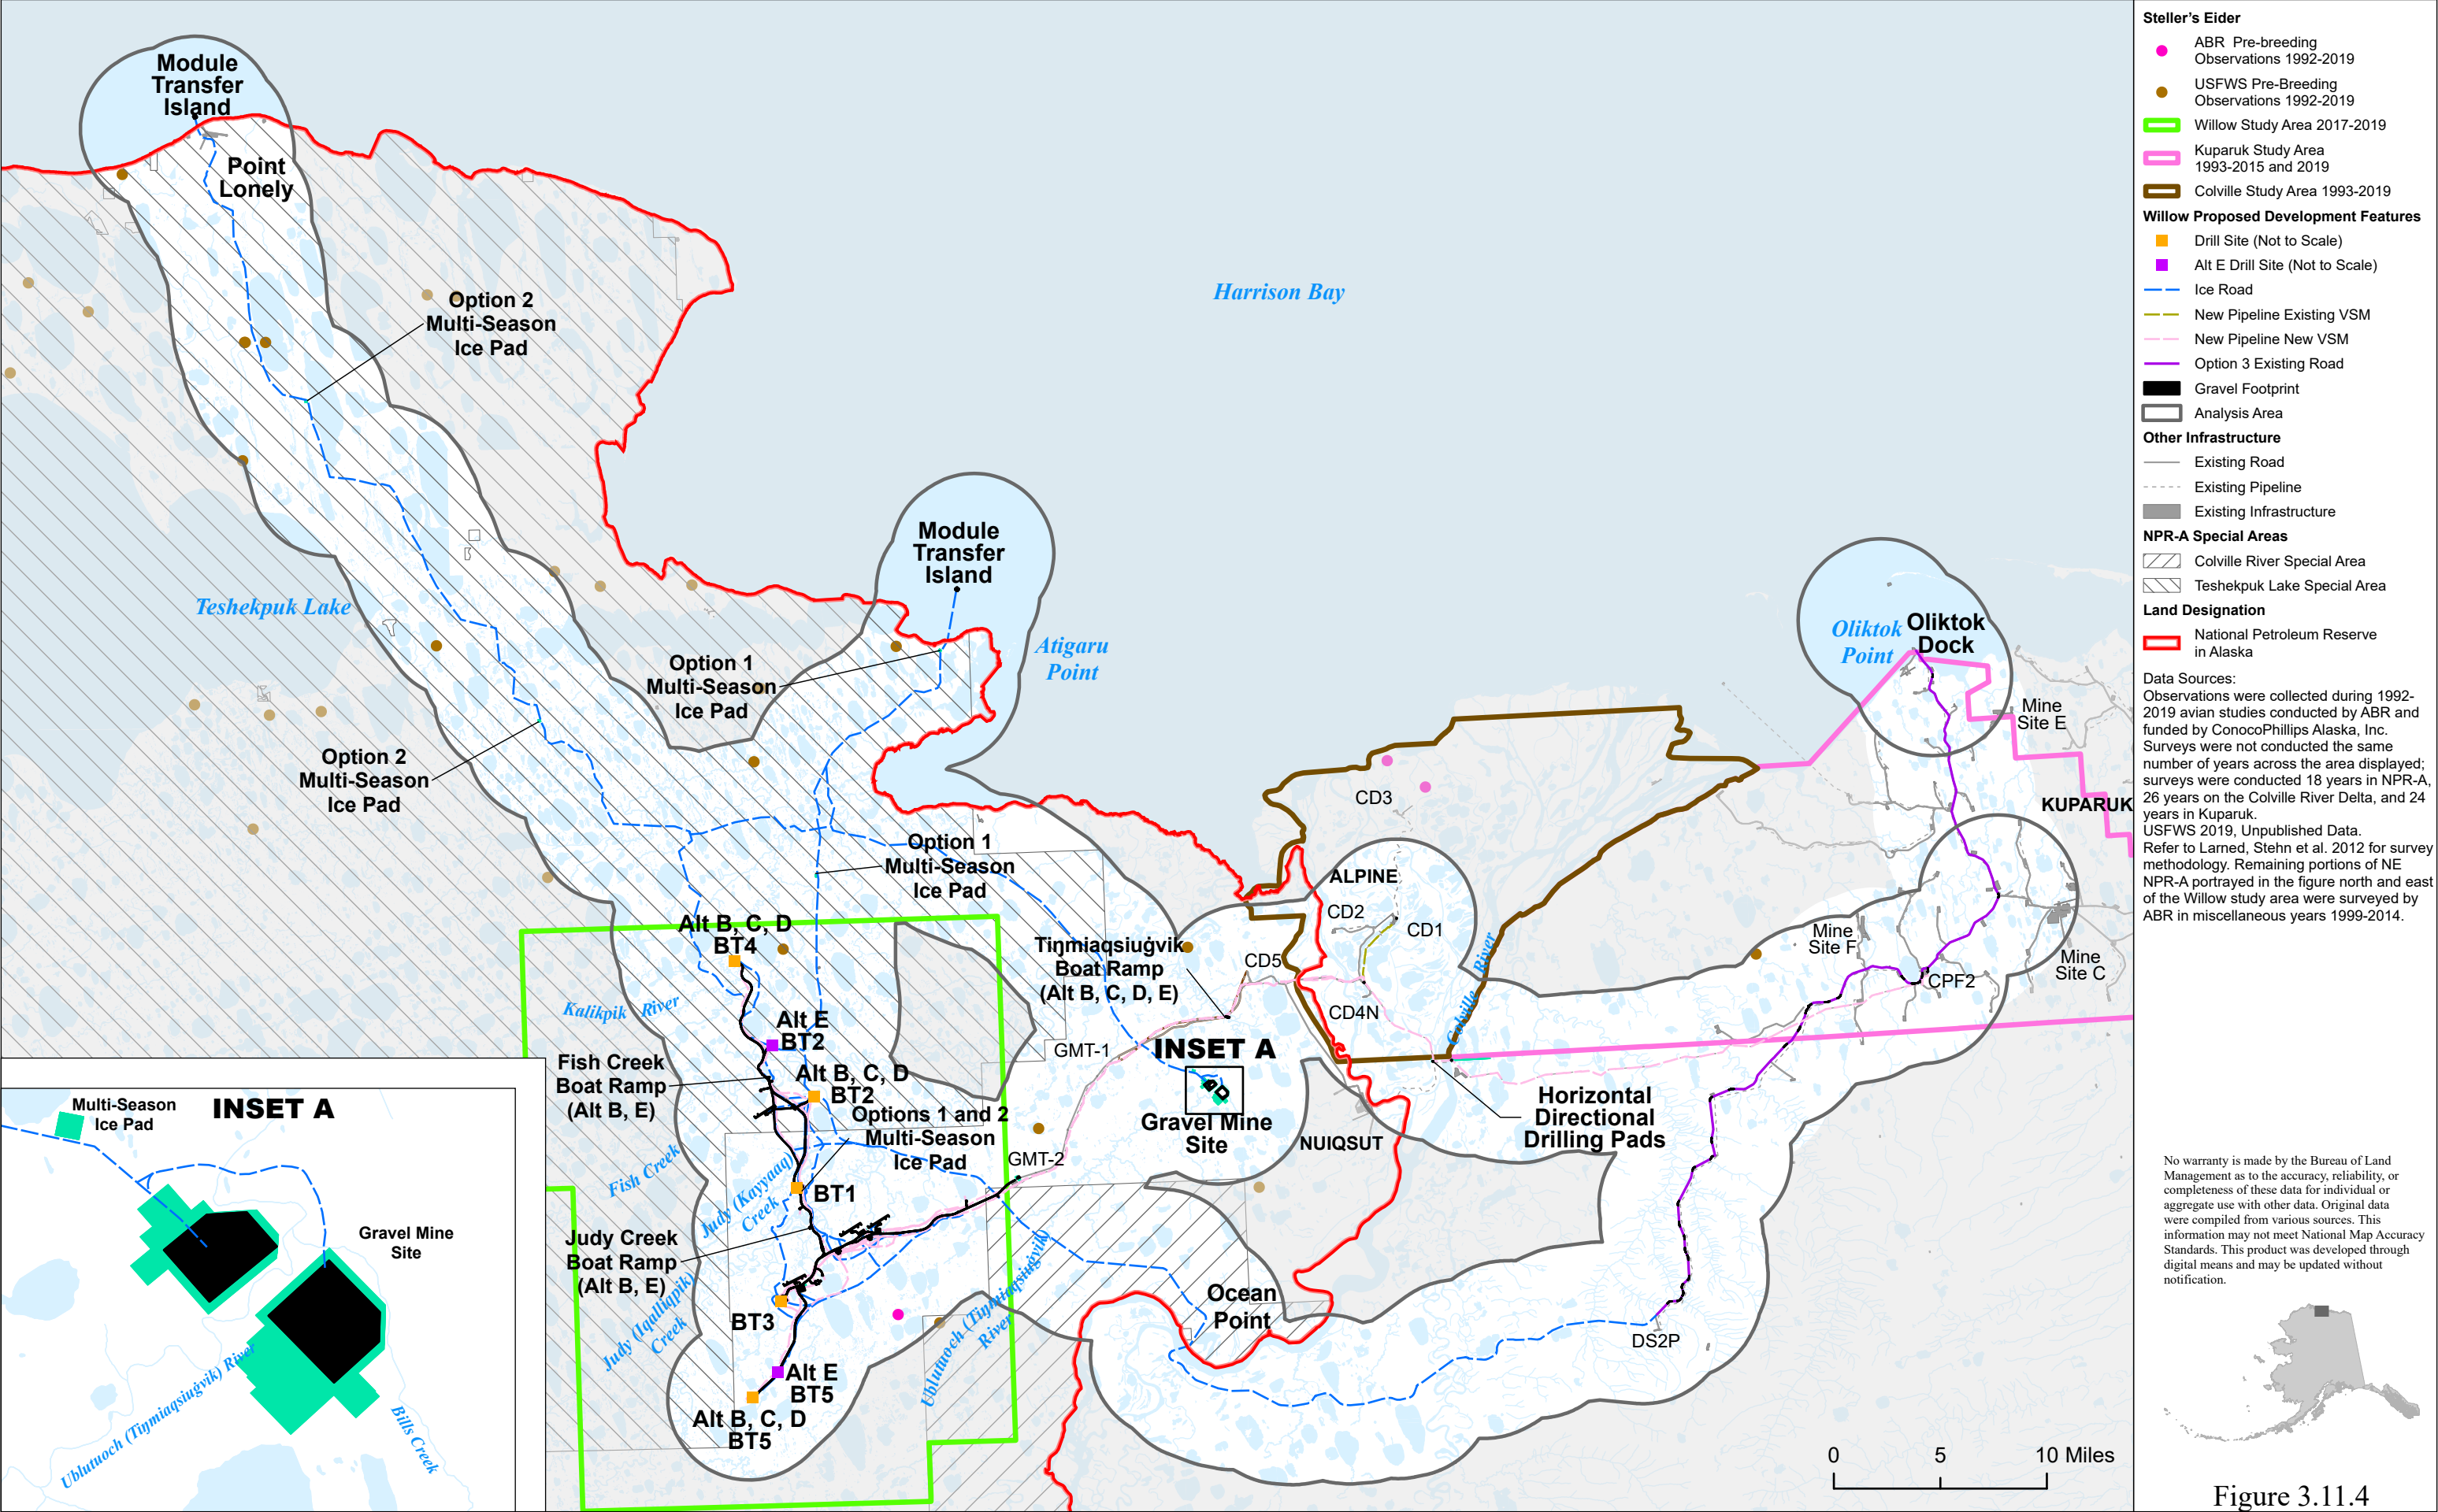 Module
Transfer
Island
Point
Lonely
Option 2
Multi-Season
Ice Pad
Harrison Bay
Teshekpuk Lake
Module
Transfer
Island
Atigaru
Point
Option 1
Multi-Season
Ice Pad
Option 2
Multi-Season
Ice Pad
Oliktok
Point
Oliktok
Dock
Mine
Site E
KUPARUK
CD3
Option 1
Multi-Season
Ice Pad
ALPINE
CD2
CD1
Alt B, C, D
BT4
Tiŋmiaqsiuġvik
Boat Ramp
(Alt B, C, D, E)
CD5
Colville River
Mine
Site F
Mine
Site C
CPF2
Kalikpik River
CD4N
Alt E
BT2
GMT-1
INSET A
Fish Creek
Boat Ramp
(Alt B, E)
Alt B, C, D
BT2
Options 1 and 2
Multi-Season
Ice Pad
Gravel Mine
Site
NUIQSUT
Horizontal
Directional
Drilling Pads
GMT-2
Fish Creek
Judy (Kayyaaq)
Creek
BT1
Judy Creek
Boat Ramp
(Alt B, E)
Judy (Iqalliqpik)
Creek
BT3
Ublutuoch (Tiŋmiaqsiuġvik)
River
Ocean
Point
DS2P
Alt E
BT5
Alt B, C, D
BT5
0 5 10 Miles
INSET A
Multi-Season
Ice Pad
Gravel Mine
Site
Ublutuoch (Tiŋmiaqsiuġvik) River
Bills Creek
Steller’s Eider
ABR Pre-breeding
Observations 1992-2019
USFWS Pre-Breeding
Observations 1992-2019
Willow Study Area 2017-2019
Kuparuk Study Area
1993-2015 and 2019
Colville Study Area 1993-2019
Willow Proposed Development Features
Drill Site (Not to Scale)
Alt E Drill Site (Not to Scale)
Ice Road
New Pipeline Existing VSM
New Pipeline New VSM
Option 3 Existing Road
Gravel Footprint
Analysis Area
Other Infrastructure
Existing Road
Existing Pipeline
Existing Infrastructure
NPR-A Special Areas
Colville River Special Area
Teshekpuk Lake Special Area
Land Designation
National Petroleum Reserve
in Alaska
Data Sources:
Observations were collected during 1992-
2019 avian studies conducted by ABR and
funded by ConocoPhillips Alaska, Inc.
Surveys were not conducted the same
number of years across the area displayed;
surveys were conducted 18 years in NPR-A,
26 years on the Colville River Delta, and 24
years in Kuparuk.
USFWS 2019, Unpublished Data.
Refer to Larned, Stehn et al. 2012 for survey
methodology. Remaining portions of NE
NPR-A portrayed in the figure north and east
of the Willow study area were surveyed by
ABR in miscellaneous years 1999-2014.
No warranty is made by the Bureau of Land
Management as to the accuracy, reliability, or
completeness of these data for individual or
aggregate use with other data. Original data
were compiled from various sources. This
information may not meet National Map Accuracy
Standards. This product was developed through
digital means and may be updated without
notification.
Figure 3.11.4